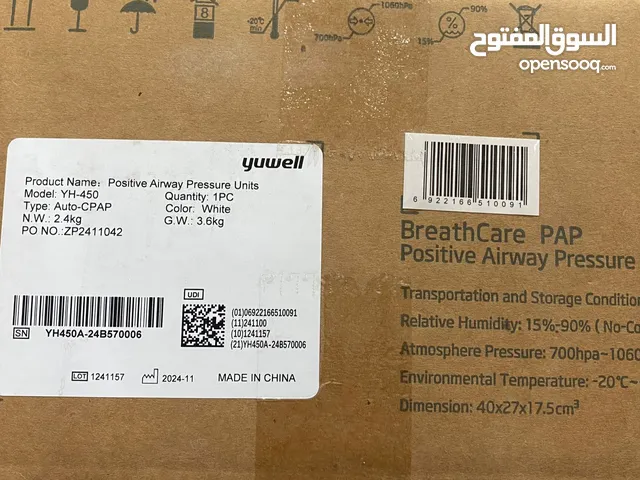 8
-20℃
min
700hPa
1060hPa
15%
90%
السوق المفتوح
opensooq.com
yuwell
Product Name: Positive Airway Pressure Units
Model: YH-450
Quantity: 1PC
Type: Auto-CPAP
Color: White
N.W.: 2.4kg
G.W.: 3.6kg
PO NO.:ZP2411042
SN YH450A-24B570006
UDI
(01)06922166510091
(11)241100
(10)1241157
(21)YH450A-24B570006
LOT 1241157
2024-11
MADE IN CHINA
6 922166 510091
BreathCare PAP
Positive Airway Pressure
Transportation and Storage Conditio
Relative Humidity: 15%-90% ( No-Co
Atmosphere Pressure: 700hpa~1060
Environmental Temperature: -20℃~
Dimension: 40x27x17.5cm³